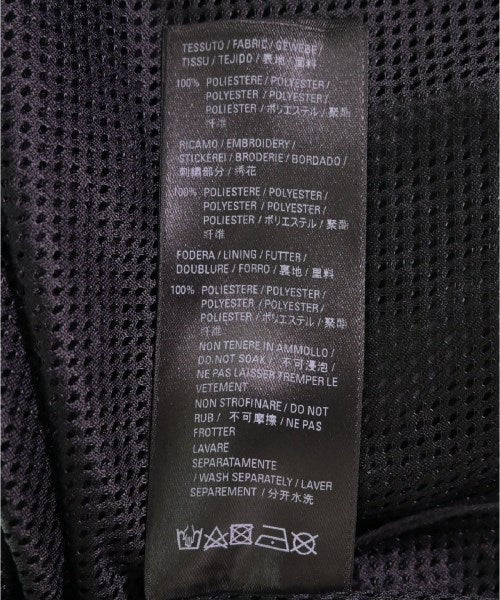 TESSUTO / FABRIC / GEWEBE /
TISSU / TEJIDO / 裏地 / 里料
100% POLIESTERE / POLYESTER /
POLYESTER / POLYESTER /
POLIESTER / ポリエステル / 聚酯
纤维
RICAMO / EMBROIDERY /
STICKEREI / BRODERIE / BORDADO /
刺繍部分 / 绣花
100% POLIESTERE / POLYESTER /
POLYESTER / POLYESTER /
POLIESTER / ポリエステル / 聚酯
纤维
FODERA / LINING / FUTTER /
DOUBLURE / FORRO / 裏地 / 里料
100% POLIESTERE / POLYESTER /
POLYESTER / POLYESTER /
POLIESTER / ポリエステル / 聚酯
纤维
NON TENERE IN AMMOLLO /
DO NOT SOAK / 不可浸泡 /
NE PAS LAISSER TREMPER LE
VETEMENT
NON STROFINARE / DO NOT
RUB / 不可摩擦 / NE PAS
FROTTER
LAVARE
SEPARATAMENTE
/ WASH SEPARATELY / LAVER
SEPAREMENT / 分开水洗